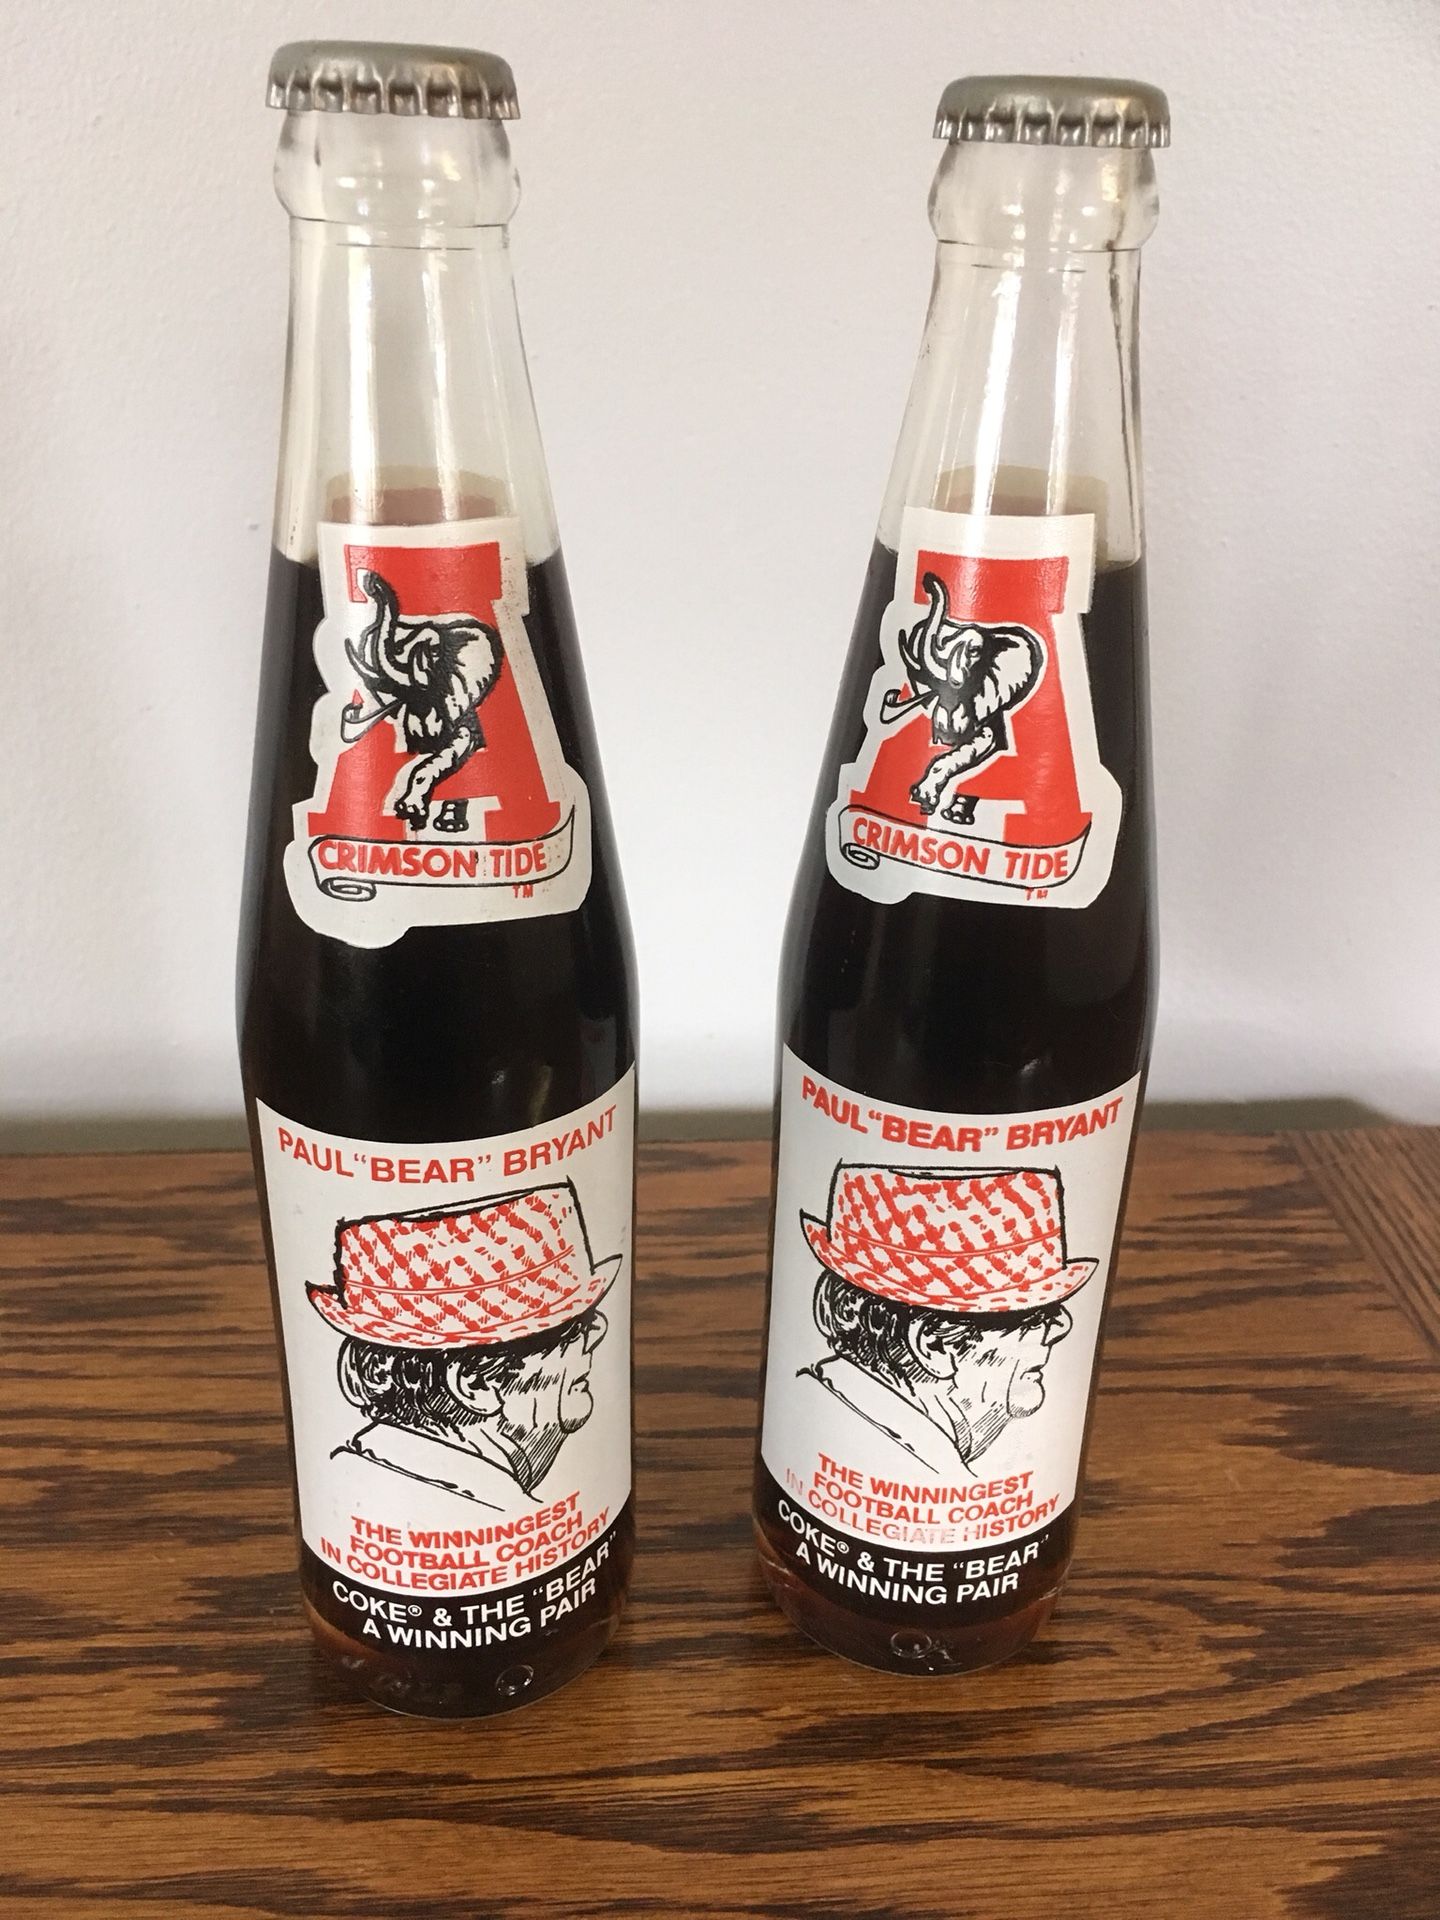 A
CRIMSON TIDE
TM
PAUL "BEAR" BRYANT
THE WINNINGEST
FOOTBALL COACH
IN COLLEGIATE HISTORY
COKE® & THE "BEAR"
A WINNING PAIR
A
CRIMSON TIDE
TM
PAUL "BEAR" BRYANT
THE WINNINGEST
FOOTBALL COACH
IN COLLEGIATE HISTORY
COKE® & THE "BEAR"
A WINNING PAIR